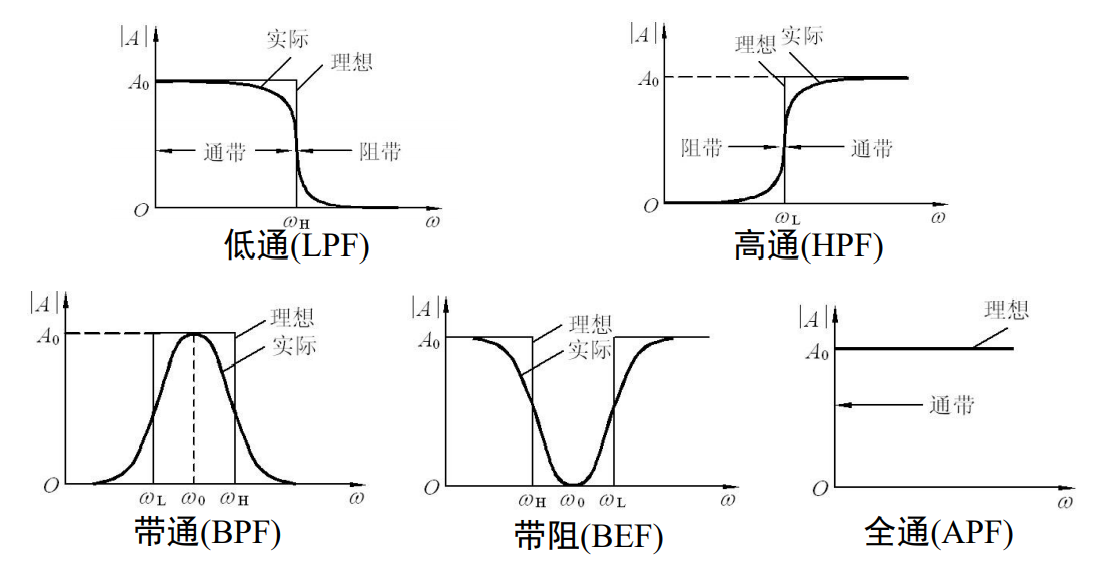 |A|
实际
理想
A₀
通带
阻带
O
ω_H
ω
低通(LPF)
|A|
理想
实际
A₀
阻带
通带
O
ω_L
ω
高通(HPF)
|A|
理想
A₀
实际
O
ω_L
ω₀
ω_H
ω
带通(BPF)
|A|
理想
A₀
实际
O
ω_H
ω₀
ω_L
ω
带阻(BEF)
|A|
理想
A₀
通带
O
ω
全通(APF)